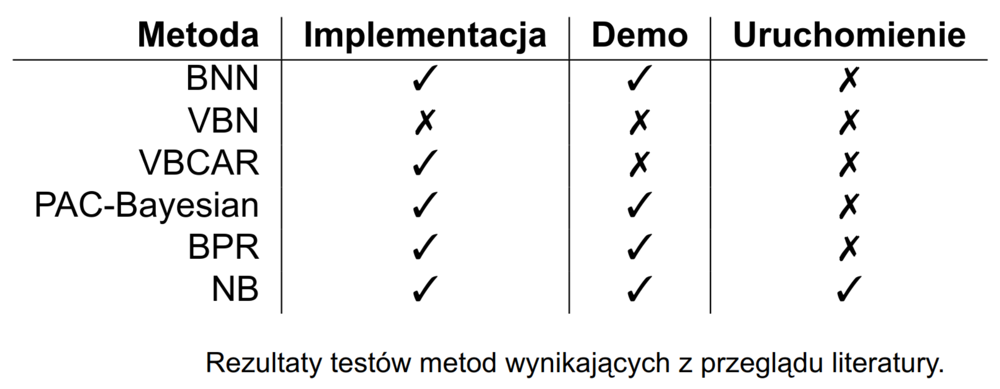 Metoda Implementacja Demo Uruchomienie
BNN ✓ ✓ ✗
VBN ✗ ✗ ✗
VBCAR ✓ ✗ ✗
PAC-Bayesian ✓ ✓ ✗
BPR ✓ ✓ ✗
NB ✓ ✓ ✓
Rezultaty testów metod wynikających z przeglądu literatury.